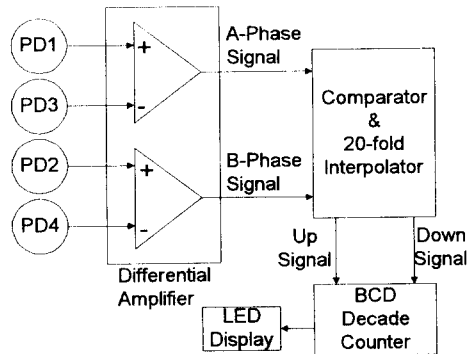 PD1
PD3
PD2
PD4
+
-
+
-
Differential
Amplifier
A-Phase
Signal
B-Phase
Signal
Comparator
&
20-fold
Interpolator
Up
Signal
Down
Signal
BCD
Decade
Counter
LED
Display